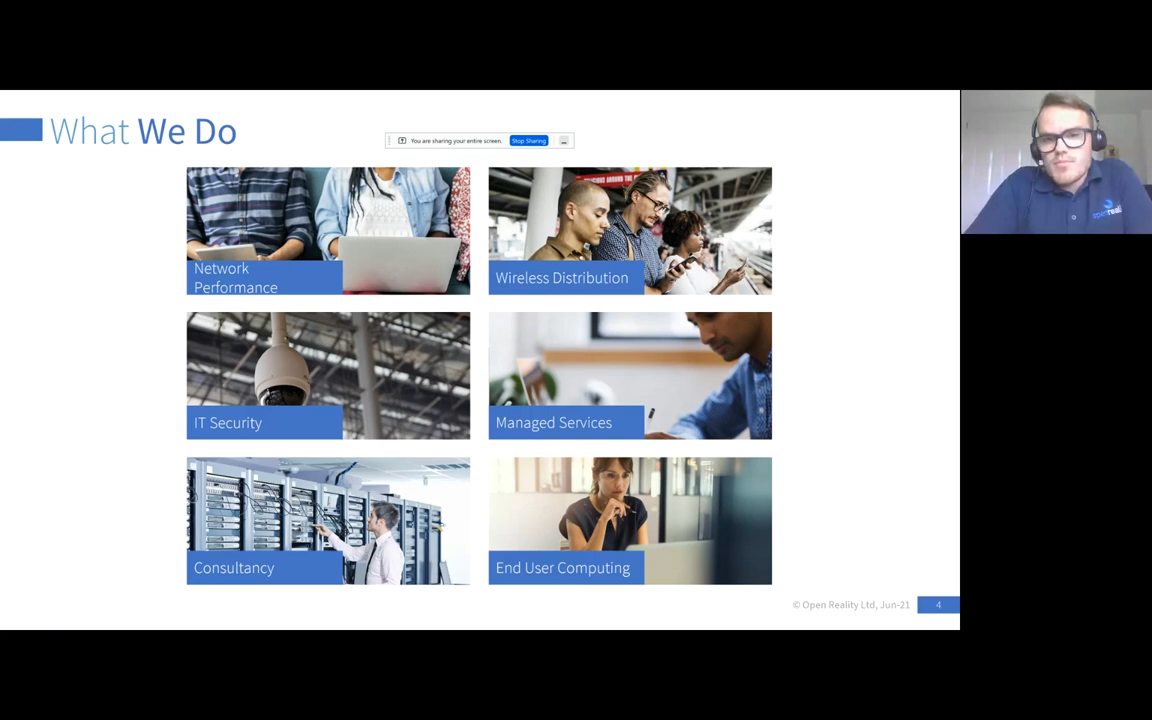 What We Do
You are sharing your entire screen. Stop Sharing
Network
Performance
Wireless Distribution
IT Security
Managed Services
Consultancy
End User Computing
© Open Reality Ltd, Jun-21
4